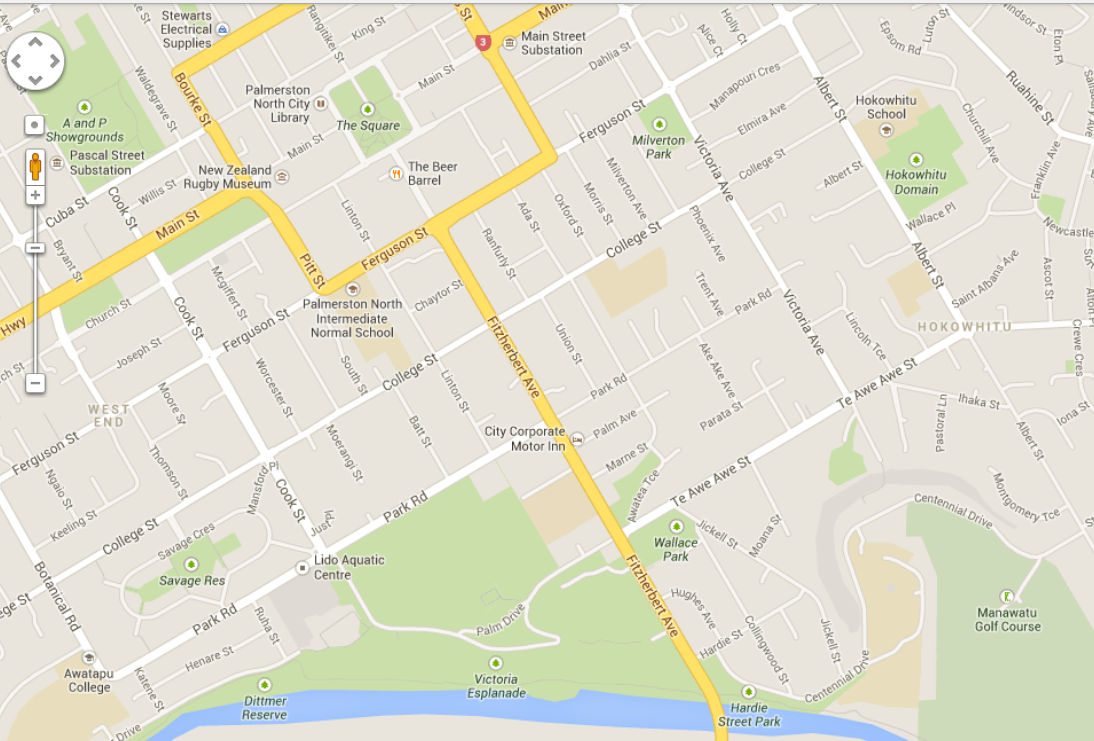 Stewarts
Electrical
Supplies
Rangitikei St
King St
s St
Main
3
Main Street
Substation
Dahlia St
Alice Ct
Holly Ct
Epsom Rd
Luton St
Windsor St
Eton Pl
Waldegrave St
Bourke St
Main St
Manapouri Cres
Albert St
Ruahine St
Palmerston
North City
Library
The Square
Ferguson St
Elmira Ave
Hokowhitu
School
Churchill Ave
A and P
Showgrounds
Milverton
Park
Victoria Ave
Main St
Pascal Street
Substation
New Zealand
Rugby Museum
The Beer
Barrel
College St
Albert St
Hokowhitu
Domain
Franklin Ave
Willis St
Cook St
Cuba St
Milverton Ave
Morris St
Oxford St
Ada St
Linton St
Main St
Phoenix Ave
Wallace Pl
Newcastle
Bryant St
Pitt St
Ferguson St
Ranfurly St
College St
Albert St
Saint Albans Ave
Ascot St
Mcgiffert St
Chaytor St
Trent Ave
Park Rd
Victoria Ave
Palmerston North
Intermediate
Normal School
Hwy
Church St
Cook St
Ferguson St
Lincoln Tce
HOKOWHITU
Crewe Cres
Joseph St
Fitzherbert Ave
Union St
Ake Ake Ave
ch St
College St
South St
Worcester St
Linton St
Park Rd
Te Awe Awe St
Moore St
WEST
END
Parata St
Palm Ave
Pastoral Ln
Ihaka St
Iona St
Albert St
City Corporate
Motor Inn
Batt St
Moerangi St
Ferguson St
Thomson St
Marne St
Ngaio St
Mansford Pl
Cook St
Awatea Tce
Te Awe Awe St
Park Rd
Montgomery Tce
Centennial Drive
Keeling St
College St
Savage Cres
Just Pl
Wallace
Park
Jickell St
Moana St
Lido Aquatic
Centre
Savage Res
Botanical Rd
Fitzherbert Ave
ege St
Park Rd
Ruha St
Palm Drive
Hughes Ave
Manawatu
Golf Course
Collingwood St
Jickell St
Hardie St
Henare St
Awatapu
College
Katene St
Centennial Drive
Victoria
Esplanade
Dittmer
Reserve
Hardie
Street Park
Drive